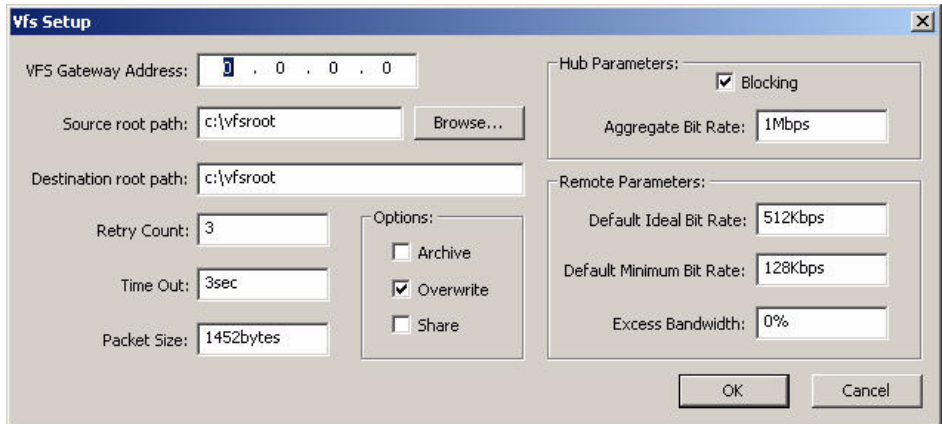 Vfs Setup
VFS Gateway Address: 0 . 0 . 0 . 0
Source root path: c:\vfsroot Browse...
Destination root path: c:\vfsroot
Retry Count: 3
Time Out: 3sec
Packet Size: 1452bytes
Options:
Archive
Overwrite
Share
Hub Parameters:
Blocking
Aggregate Bit Rate: 1Mbps
Remote Parameters:
Default Ideal Bit Rate: 512Kbps
Default Minimum Bit Rate: 128Kbps
Excess Bandwidth: 0%
OK Cancel